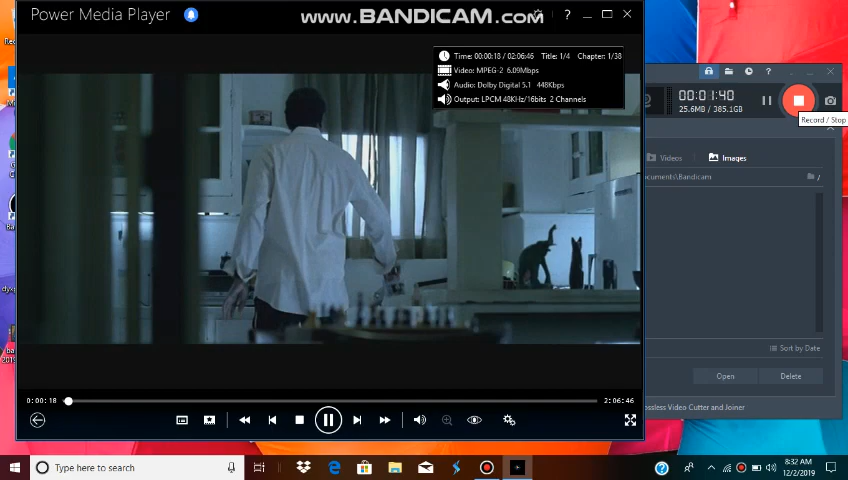 Power Media Player
www.BANDICAM.com
Time: 00:00:18 / 02:06:46 Title: 1/4 Chapter: 1/38
Video: MPEG-2 6.09Mbps
Audio: Dolby Digital 5.1 448Kbps
Output: LPCM 48KHz/16bits 2 Channels
00:01:40
25.6MB / 385.1GB
Record / Stop
Videos
Images
ocuments\Bandicam
/
Sort by Date
Open
Delete
ossless Video Cutter and Joiner
0:00:18
2:06:46
Type here to search
8:32 AM
12/2/2019